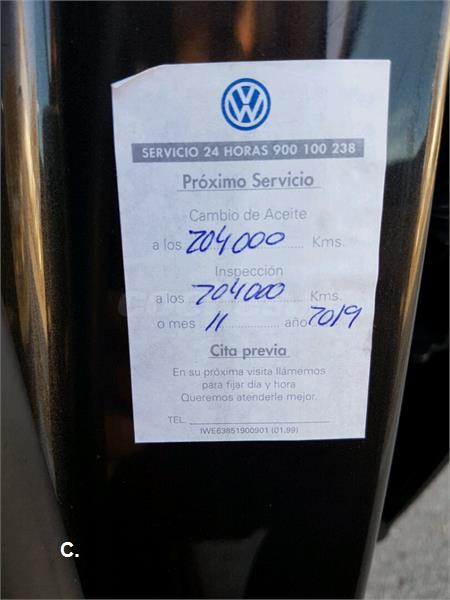 SERVICIO 24 HORAS 900 100 238
Próximo Servicio
Cambio de Aceite
a los 204000 Kms.
Inspección
a los 204000 Kms.
o mes 11 año 2019
Cita previa
En su próxima visita llámemos
para fijar día y hora
Queremos atenderle mejor.
TEL.
IWE63851900901 (01.99)
C.